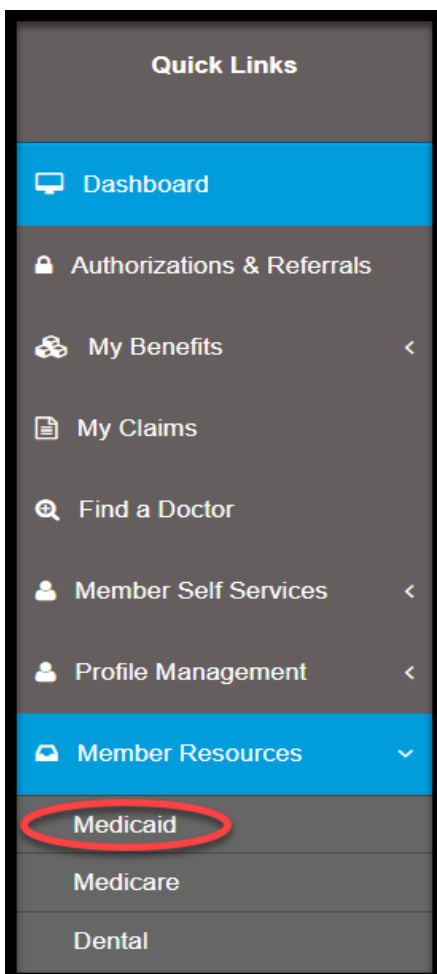 Quick Links
Dashboard
Authorizations & Referrals
My Benefits
My Claims
Find a Doctor
Member Self Services
Profile Management
Member Resources
Medicaid
Medicare
Dental